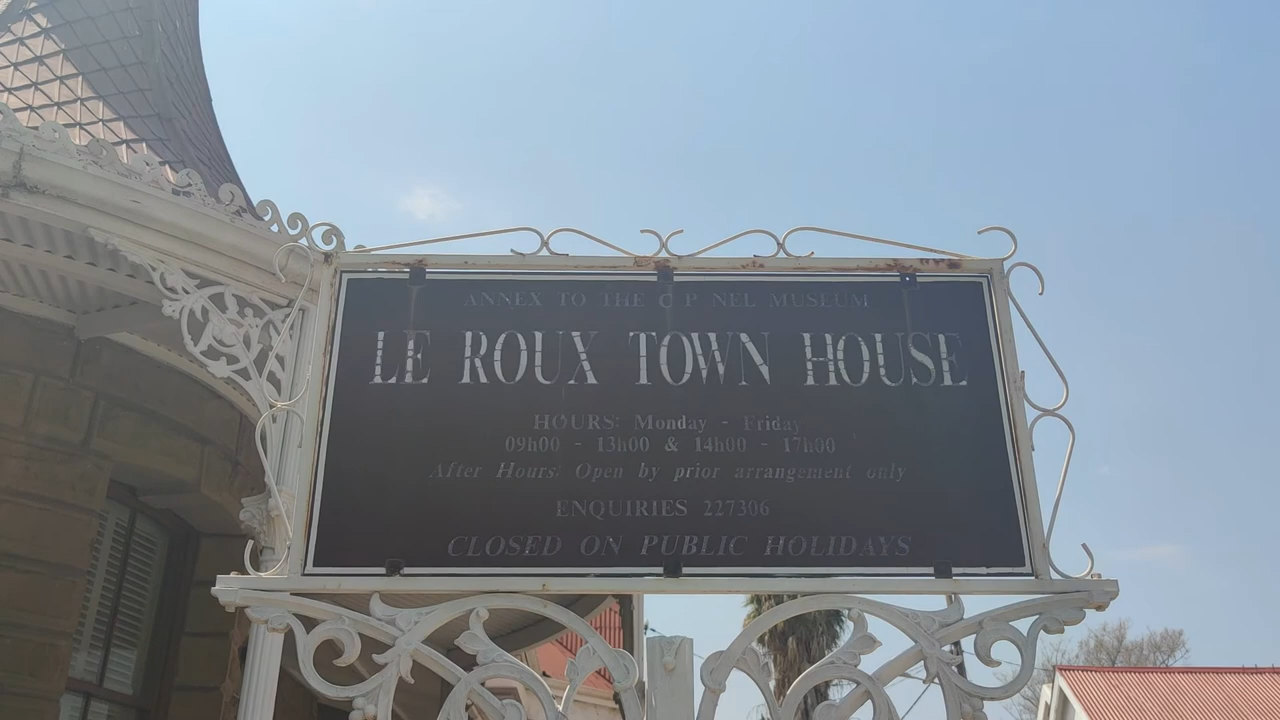 ANNEX TO THE C P NEL MUSEUM
LE ROUX TOWN HOUSE
HOURS: Monday - Friday
09h00 - 13h00 & 14h00 - 17h00
After Hours: Open by prior arrangement only
ENQUIRIES 227306
CLOSED ON PUBLIC HOLIDAYS